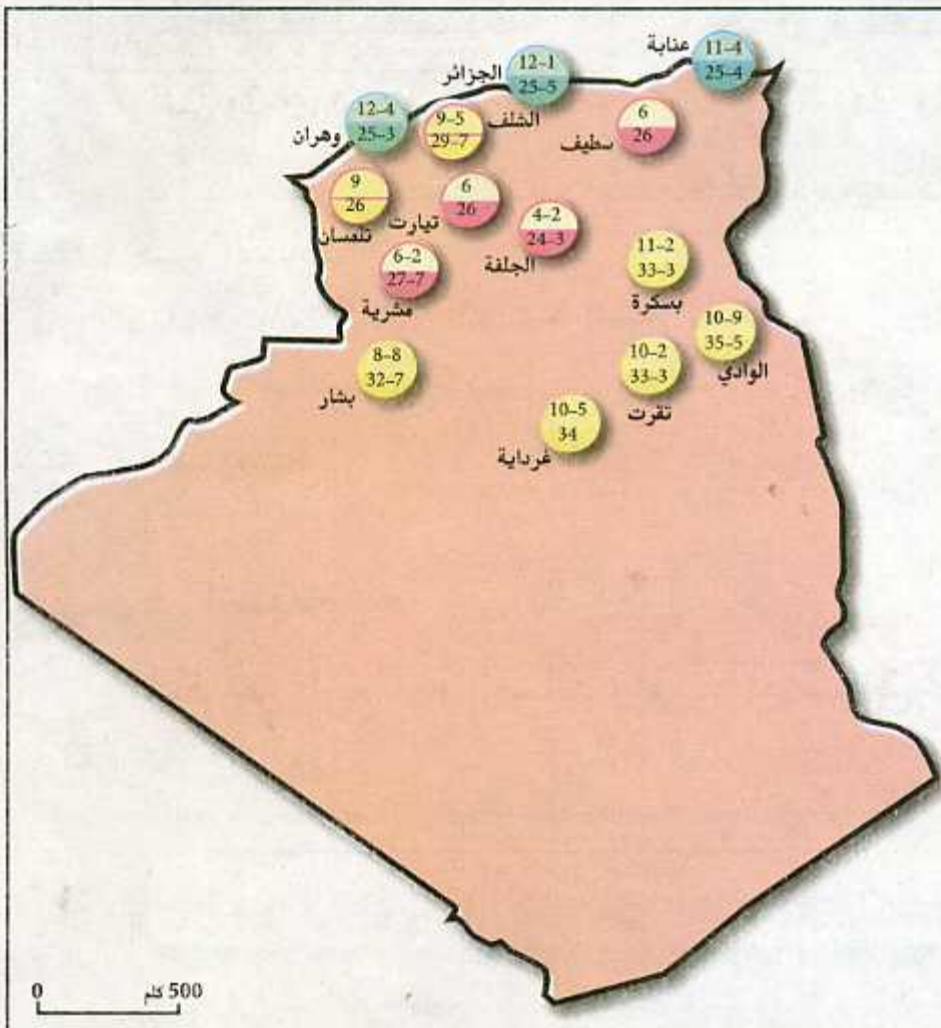 عنابة
11-4
25-4
الجزائر
12-1
25-5
وهران
12-4
25-3
الشلف
9-5
29-7
سطيف
6
26
تلمسان
9
26
تيارت
6
26
الجلفة
4-2
24-3
مشرية
6-2
27-7
بسكرة
11-2
33-3
الوادي
10-9
35-5
تقرت
10-2
33-3
بشار
8-8
32-7
غرداية
10-5
34
0 500 كلم